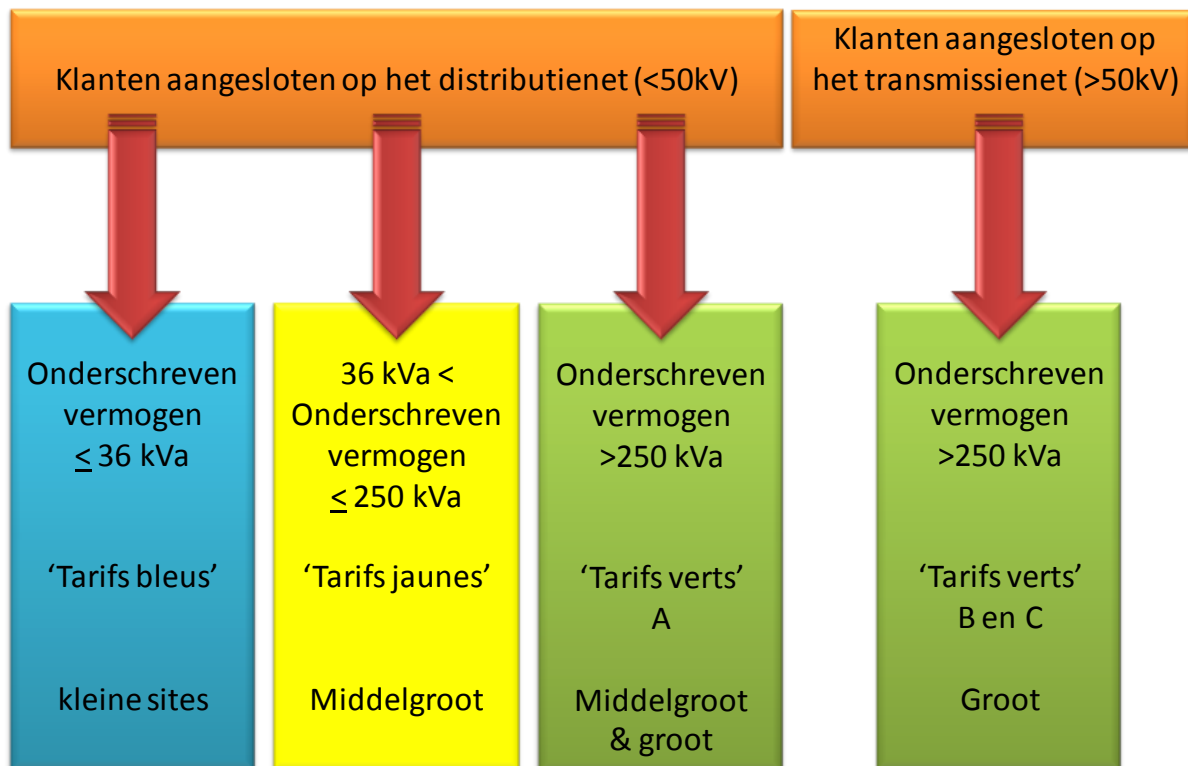 Klanten aangesloten op het distributienet (<50kV)
Klanten aangesloten op
het transmissienet (>50kV)
Onderschreven
vermogen
≤ 36 kVa
‘Tarifs bleus’
kleine sites
36 kVa <
Onderschreven
vermogen
≤ 250 kVa
‘Tarifs jaunes’
Middelgroot
Onderschreven
vermogen
>250 kVa
‘Tarifs verts’
A
Middelgroot
& groot
Onderschreven
vermogen
>250 kVa
‘Tarifs verts’
B en C
Groot